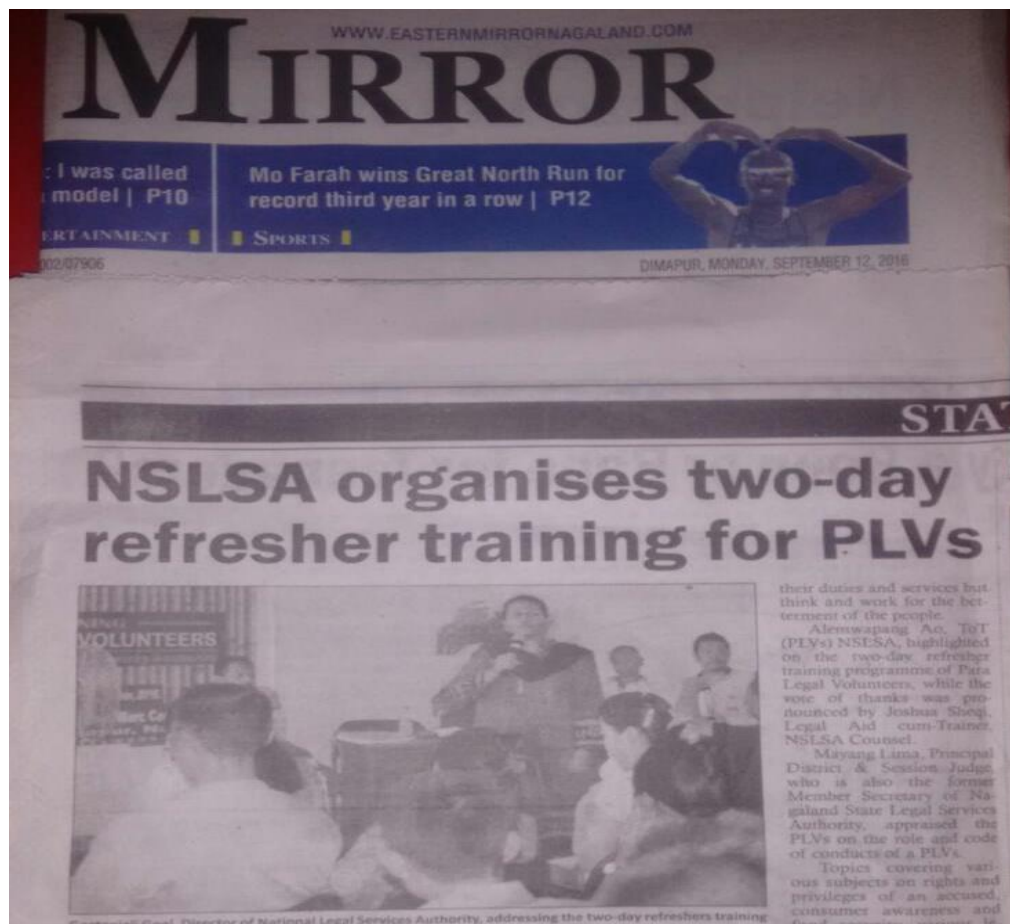 WWW.EASTERNMIRRORNAGALAND.COM
MIRROR
: I was called
model | P10
ERTAINMENT
Mo Farah wins Great North Run for
record third year in a row | P12
SPORTS
002/07906
DIMAPUR, MONDAY, SEPTEMBER 12, 2016
STAT
NSLSA organises two-day
refresher training for PLVs
NING
VOLUNTEERS
Director of National Legal Services Authority, addressing the two-day refreshers training
their duties and services but
think and work for the bet-
terment of the people.
Alemwapang Ao, ToT
(PLVs) NSLSA, highlighted
on the two-day refresher
training programme of Para
Legal Volunteers, while the
vote of thanks was pro-
nounced by Joshua Sheqi,
Legal Aid cum-Trainer,
NSLSA Counsel.
Mayang Lima, Principal
District & Session Judge
who is also the former
Member Secretary of Na-
galand State Legal Services
Authority, appraised the
PLVs on the role and code
of conducts of a PLVs.
Topics covering vari-
ous subjects on rights and
privileges of an accused,
consumer awareness and